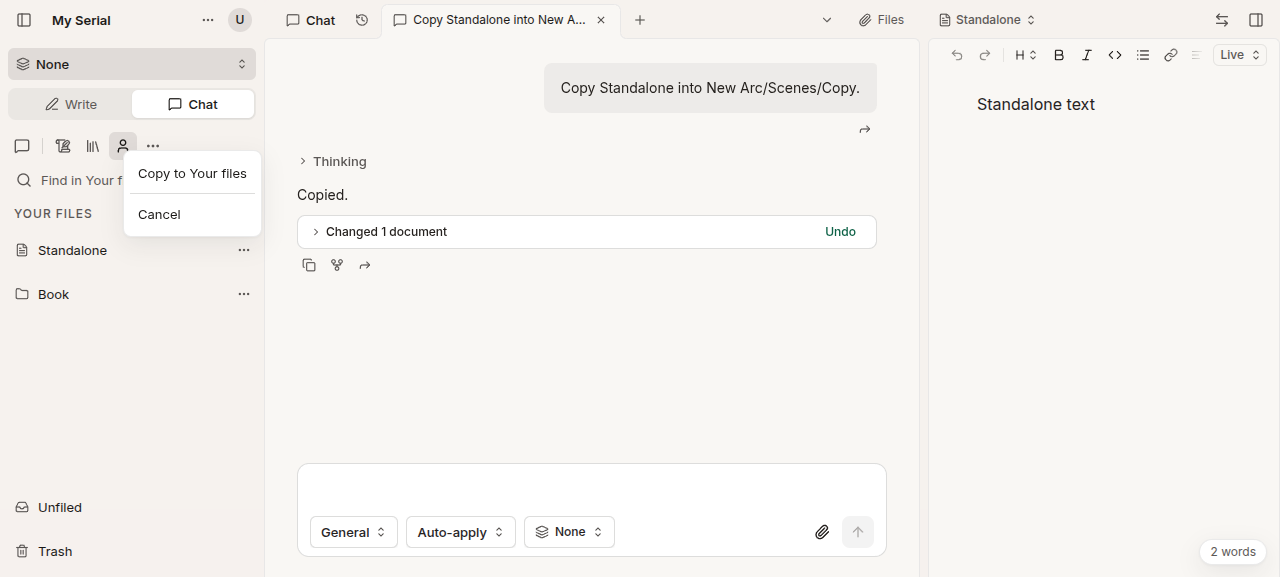 My Serial
U
Chat
Copy Standalone into New A...
Files
Standalone
None
H
B
I
Live
Write
Chat
Copy Standalone into New Arc/Scenes/Copy.
Standalone text
Thinking
Find in Your f
Copy to Your files
Copied.
YOUR FILES
Cancel
Changed 1 document
Undo
Standalone
Book
Unfiled
General
Auto-apply
None
Trash
2 words